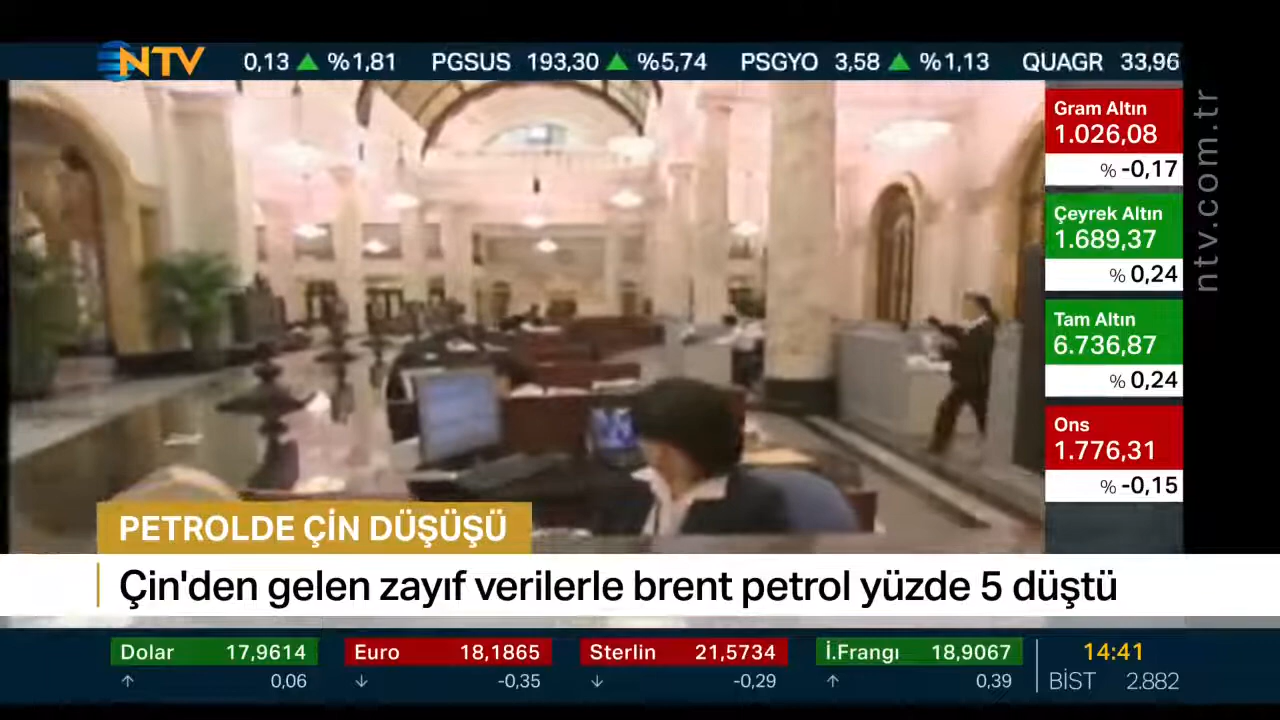 NTV 0,13 %1,81 PGSUS 193,30 %5,74 PSGYO 3,58 %1,13 QUAGR 33,96
ntv.com.tr
Gram Altın
1.026,08
% -0,17
Çeyrek Altın
1.689,37
% 0,24
Tam Altın
6.736,87
% 0,24
Ons
1.776,31
% -0,15
PETROLDE ÇİN DÜŞÜŞÜ
Çin'den gelen zayıf verilerle brent petrol yüzde 5 düştü
Dolar 17,9614
↑ 0,06
Euro 18,1865
↓ -0,35
Sterlin 21,5734
↓ -0,29
İ.Frangı 18,9067
↑ 0,39
14:41
BİST 2.882